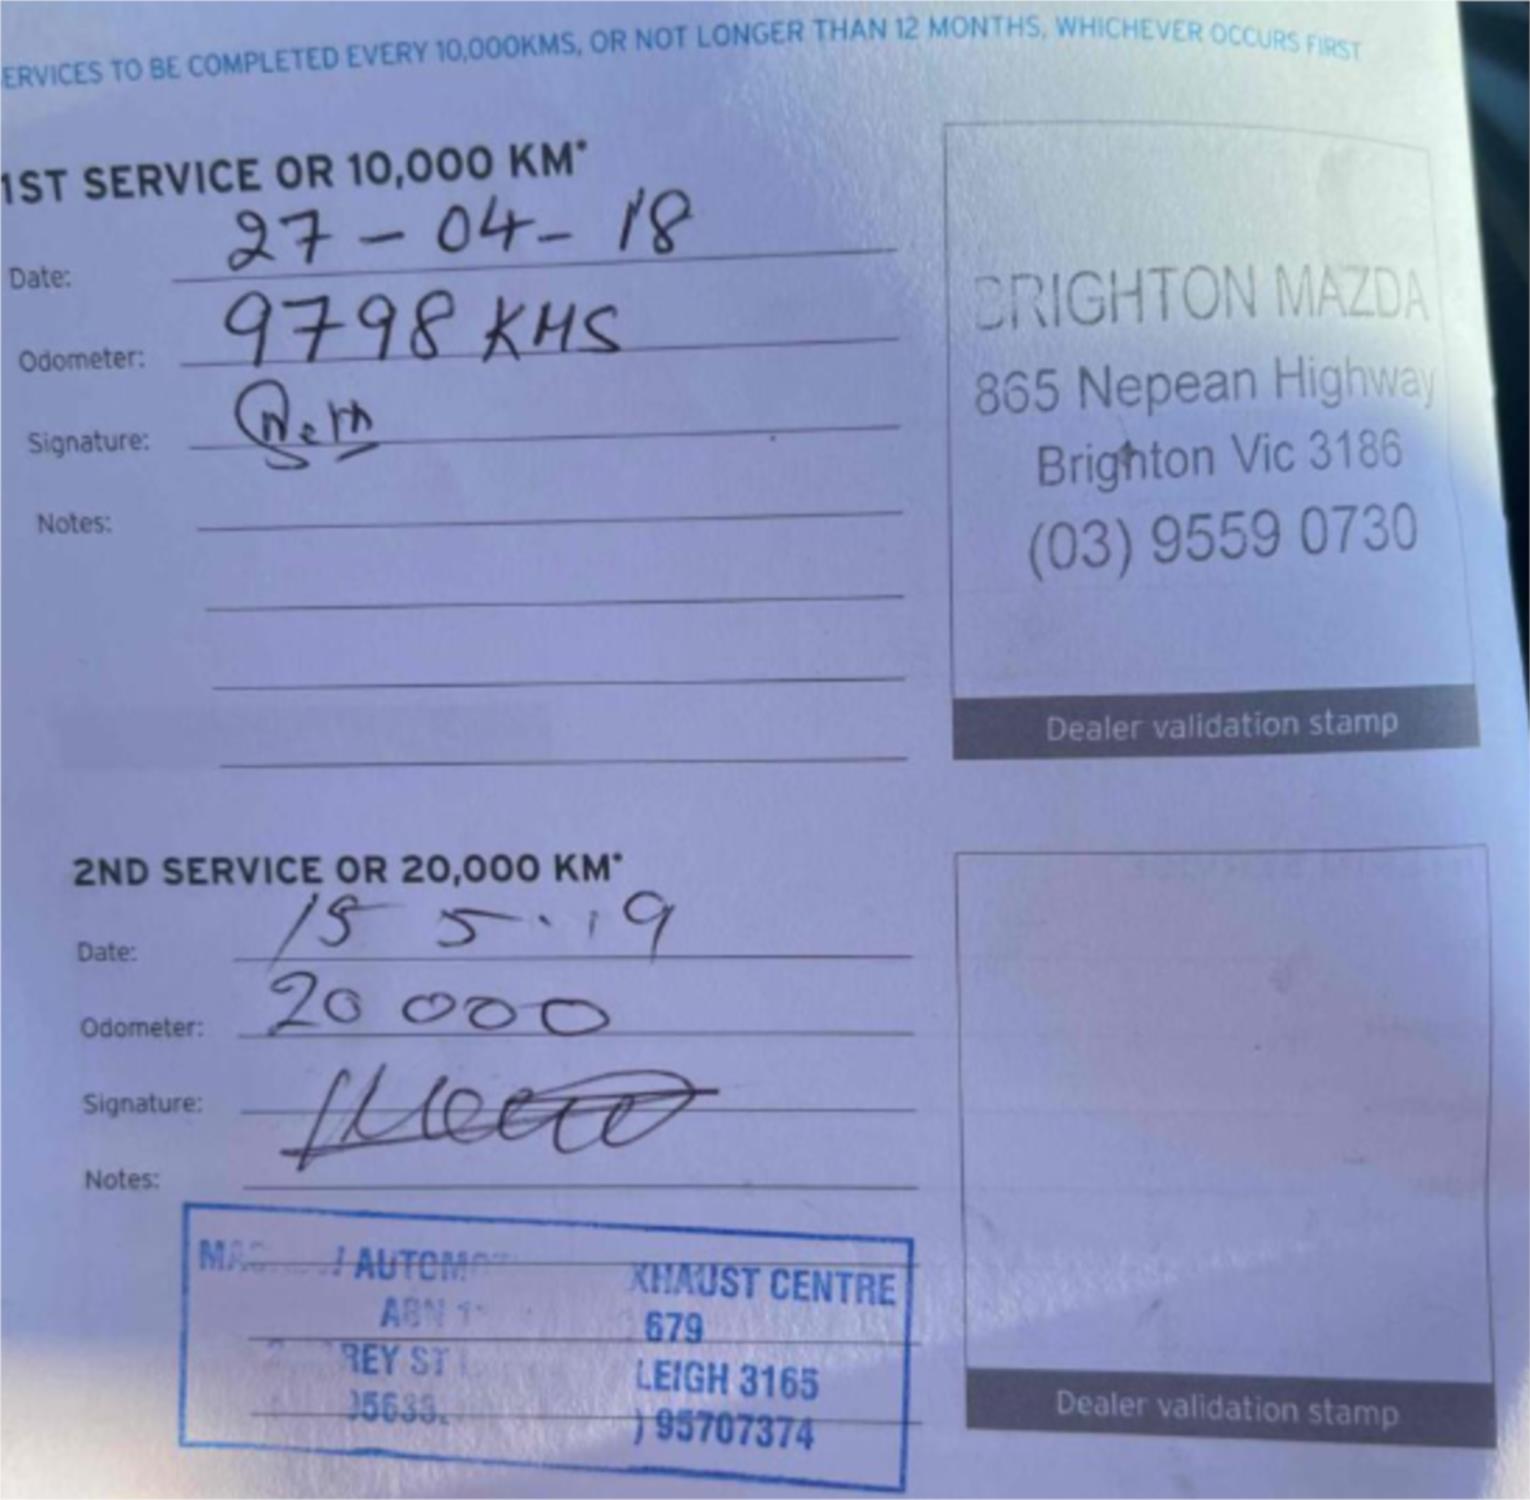 ERVICES TO BE COMPLETED EVERY 10,000KMS, OR NOT LONGER THAN 12 MONTHS, WHICHEVER OCCURS FIRST
1ST SERVICE OR 10,000 KM*
Date: 27-04-18
Odometer: 9798 KMS
Signature:
Notes:
BRIGHTON MAZDA
865 Nepean Highway
Brighton Vic 3186
(03) 9559 0730
Dealer validation stamp
2ND SERVICE OR 20,000 KM*
Date: 15 5.19
Odometer: 20 000
Signature:
Notes:
XHAUST CENTRE
ABN 679
REY ST LEIGH 3165
) 95707374
Dealer validation stamp